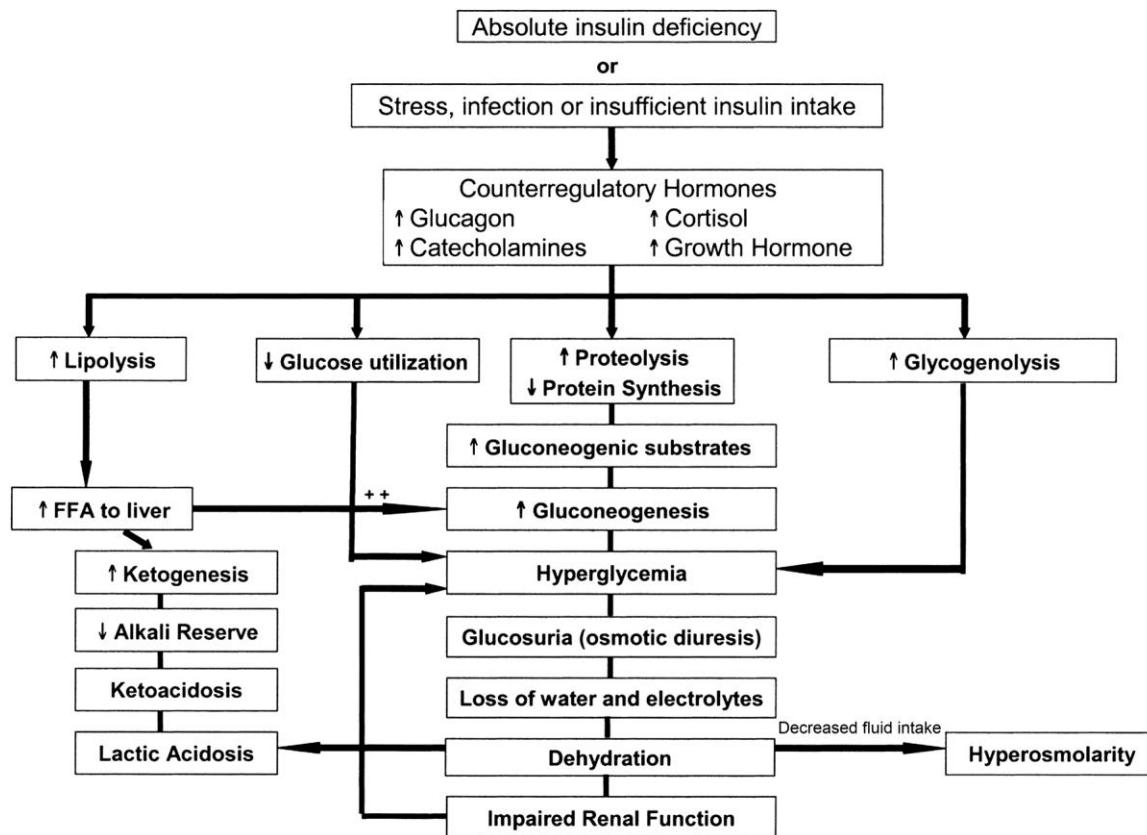 Absolute insulin deficiency
or
Stress, infection or insufficient insulin intake
Counterregulatory Hormones
↑ Glucagon ↑ Cortisol
↑ Catecholamines ↑ Growth Hormone
↑ Lipolysis
↓ Glucose utilization
↑ Proteolysis
↓ Protein Synthesis
↑ Glycogenolysis
↑ Gluconeogenic substrates
↑ FFA to liver
+ +
↑ Gluconeogenesis
↑ Ketogenesis
Hyperglycemia
↓ Alkali Reserve
Glucosuria (osmotic diuresis)
Ketoacidosis
Loss of water and electrolytes
Lactic Acidosis
Dehydration
Decreased fluid intake
Hyperosmolarity
Impaired Renal Function